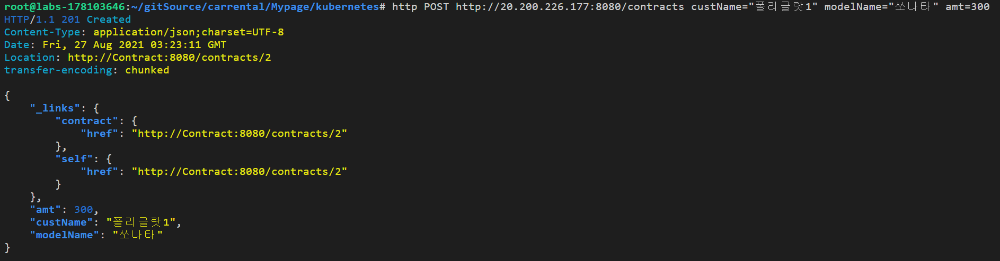 root@labs-178103646:~/gitSource/carrental/Mypage/kubernetes# http POST http://20.200.226.177:8080/contracts custName="폴리글랏1" modelName="쏘나타" amt=300
HTTP/1.1 201 Created
Content-Type: application/json;charset=UTF-8
Date: Fri, 27 Aug 2021 03:23:11 GMT
Location: http://Contract:8080/contracts/2
transfer-encoding: chunked

{
    "_links": {
        "contract": {
            "href": "http://Contract:8080/contracts/2"
        },
        "self": {
            "href": "http://Contract:8080/contracts/2"
        }
    },
    "amt": 300,
    "custName": "폴리글랏1",
    "modelName": "쏘나타"
}